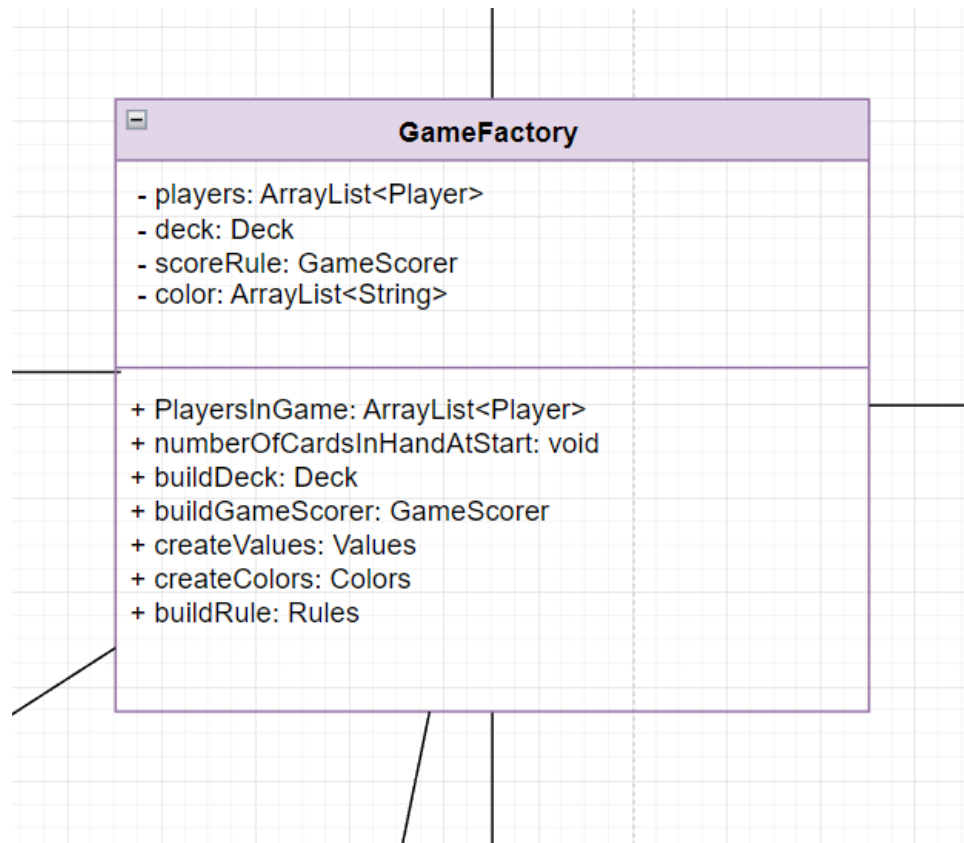 GameFactory
- players: ArrayList<Player>
- deck: Deck
- scoreRule: GameScorer
- color: ArrayList<String>
+ PlayersInGame: ArrayList<Player>
+ numberOfCardsInHandAtStart: void
+ buildDeck: Deck
+ buildGameScorer: GameScorer
+ createValues: Values
+ createColors: Colors
+ buildRule: Rules